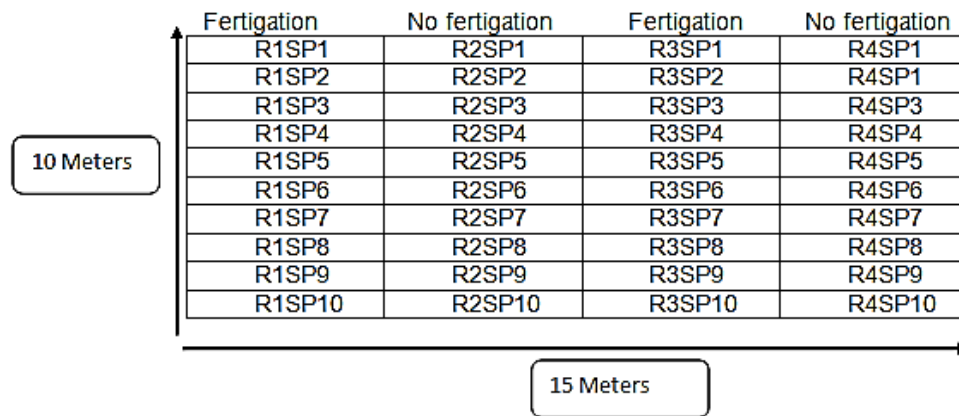 Fertigation No fertigation Fertigation No fertigation
R1SP1 R2SP1 R3SP1 R4SP1
R1SP2 R2SP2 R3SP2 R4SP1
R1SP3 R2SP3 R3SP3 R4SP3
R1SP4 R2SP4 R3SP4 R4SP4
10 Meters
R1SP5 R2SP5 R3SP5 R4SP5
R1SP6 R2SP6 R3SP6 R4SP6
R1SP7 R2SP7 R3SP7 R4SP7
R1SP8 R2SP8 R3SP8 R4SP8
R1SP9 R2SP9 R3SP9 R4SP9
R1SP10 R2SP10 R3SP10 R4SP10
15 Meters